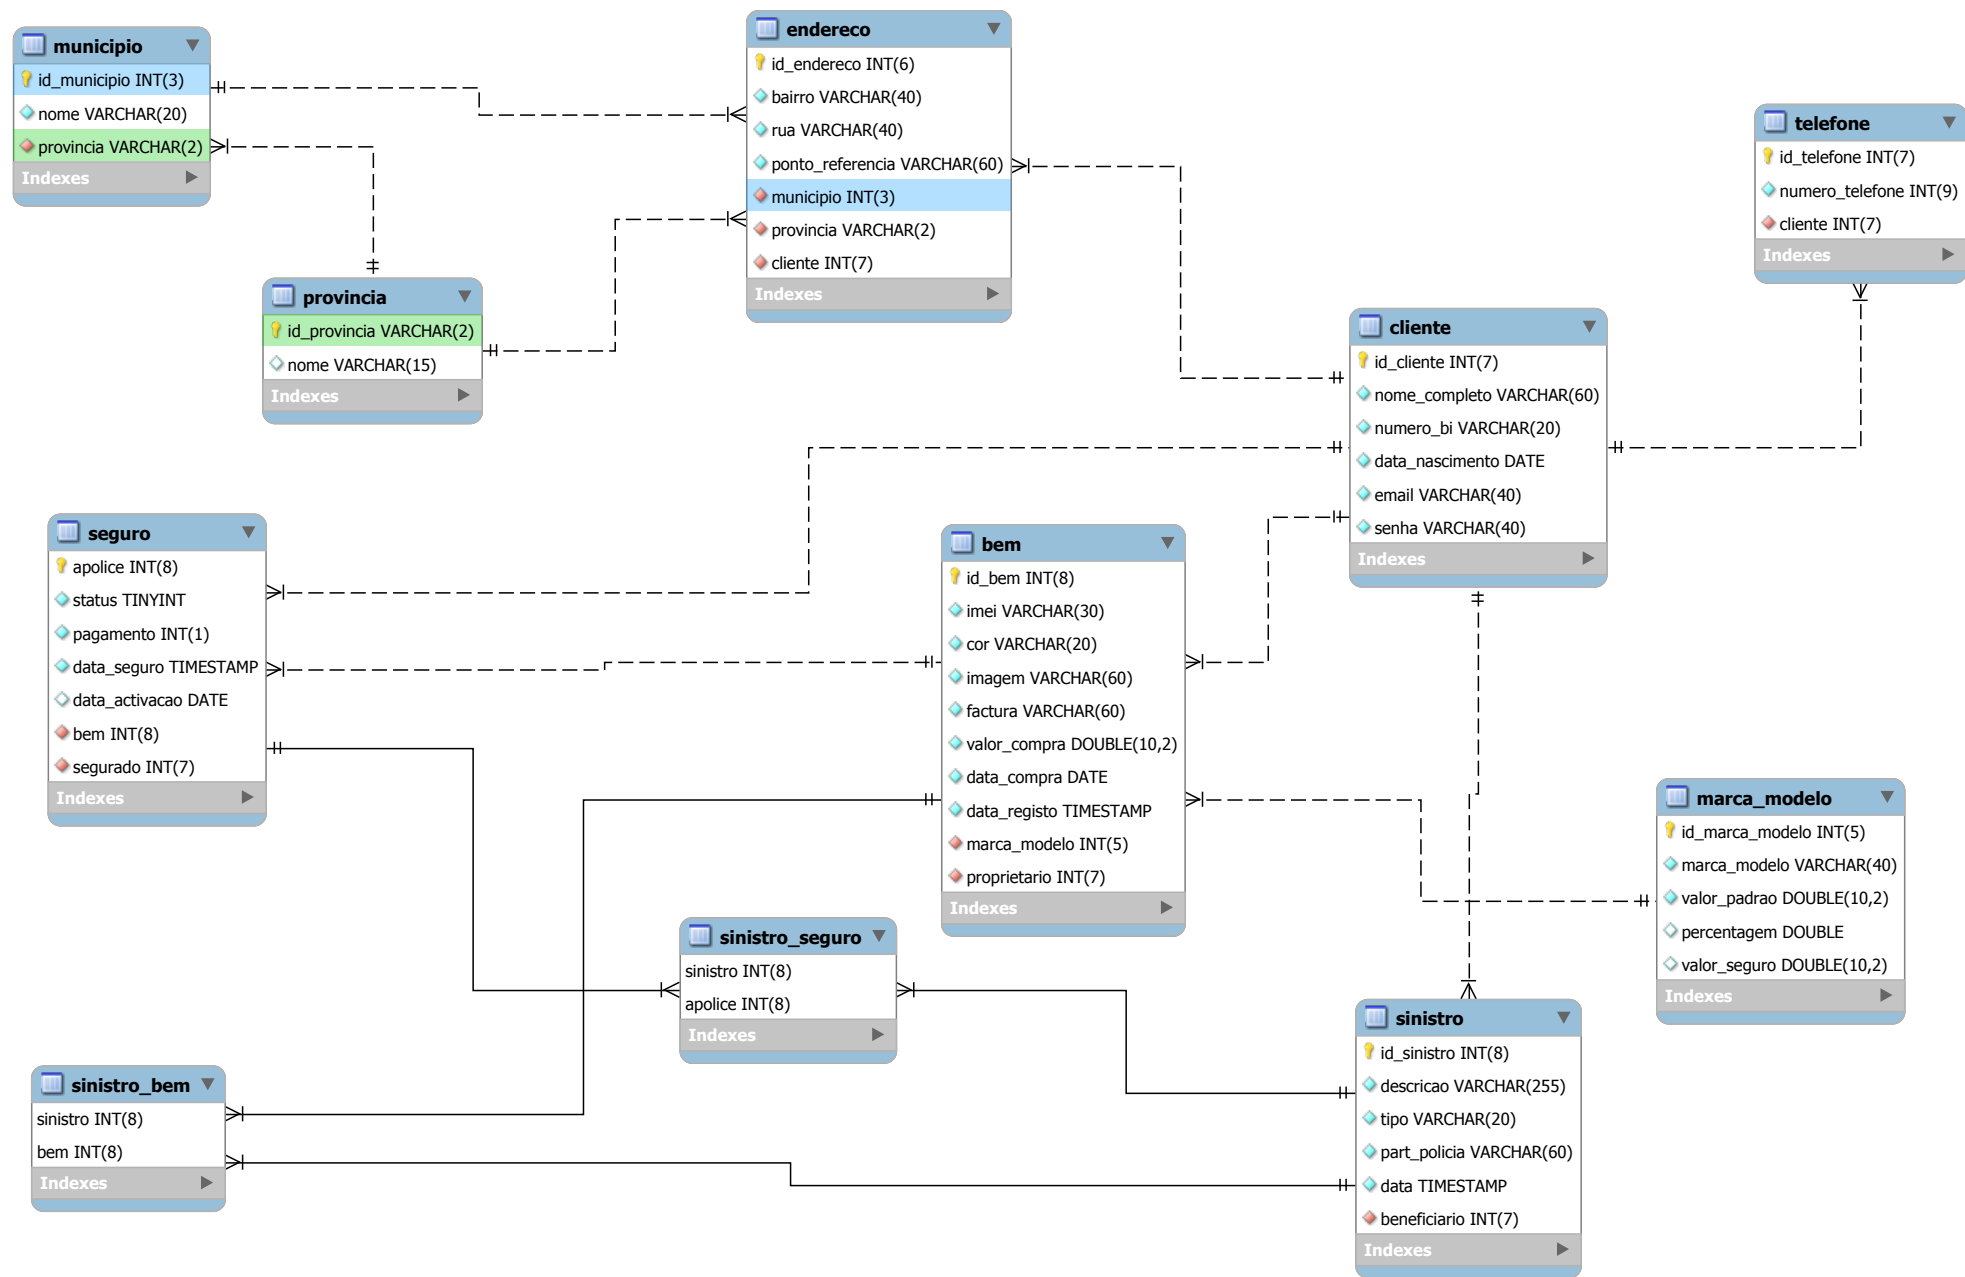 municipio
id_municipio INT(3)
nome VARCHAR(20)
provincia VARCHAR(2)
Indexes
endereco
id_endereco INT(6)
bairro VARCHAR(40)
rua VARCHAR(40)
ponto_referencia VARCHAR(60)
municipio INT(3)
provincia VARCHAR(2)
cliente INT(7)
Indexes
telefone
id_telefone INT(7)
numero_telefone INT(9)
cliente INT(7)
Indexes
provincia
id_provincia VARCHAR(2)
nome VARCHAR(15)
Indexes
cliente
id_cliente INT(7)
nome_completo VARCHAR(60)
numero_bi VARCHAR(20)
data_nascimento DATE
email VARCHAR(40)
senha VARCHAR(40)
Indexes
seguro
apolice INT(8)
status TINYINT
pagamento INT(1)
data_seguro TIMESTAMP
data_activacao DATE
bem INT(8)
segurado INT(7)
Indexes
bem
id_bem INT(8)
imei VARCHAR(30)
cor VARCHAR(20)
imagem VARCHAR(60)
factura VARCHAR(60)
valor_compra DOUBLE(10,2)
data_compra DATE
data_registo TIMESTAMP
marca_modelo INT(5)
proprietario INT(7)
Indexes
marca_modelo
id_marca_modelo INT(5)
marca_modelo VARCHAR(40)
valor_padrao DOUBLE(10,2)
percentagem DOUBLE
valor_seguro DOUBLE(10,2)
Indexes
sinistro_seguro
sinistro INT(8)
apolice INT(8)
Indexes
sinistro
id_sinistro INT(8)
descricao VARCHAR(255)
tipo VARCHAR(20)
part_policia VARCHAR(60)
data TIMESTAMP
beneficiario INT(7)
Indexes
sinistro_bem
sinistro INT(8)
bem INT(8)
Indexes